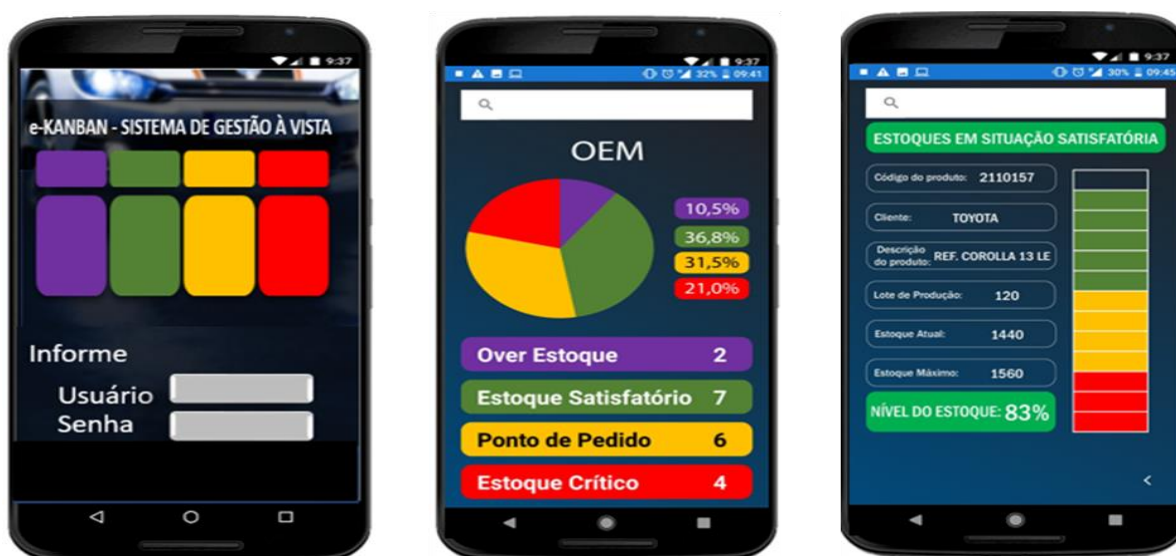 9:37
e-KANBAN - SISTEMA DE GESTÃO À VISTA
Informe
Usuário
Senha
9:37
32% 09:41
OEM
10,5%
36,8%
31,5%
21,0%
Over Estoque 2
Estoque Satisfatório 7
Ponto de Pedido 6
Estoque Crítico 4
9:37
30% 09:45
ESTOQUES EM SITUAÇÃO SATISFATÓRIA
Código do produto: 2110157
Cliente: TOYOTA
Descrição
do produto: REF. COROLLA 13 LE
Lote de Produção: 120
Estoque Atual: 1440
Estoque Máximo: 1560
NÍVEL DO ESTOQUE: 83%